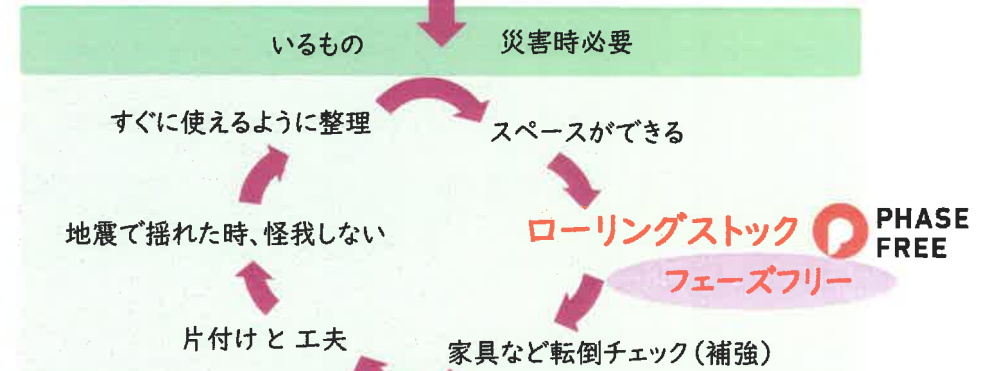 いるもの 災害時必要
すぐに使えるように整理
スペースができる
地震で揺れた時、怪我しない
ローリングストック
PHASE
FREE
フェーズフリー
片付けと工夫
家具など転倒チェック(補強)